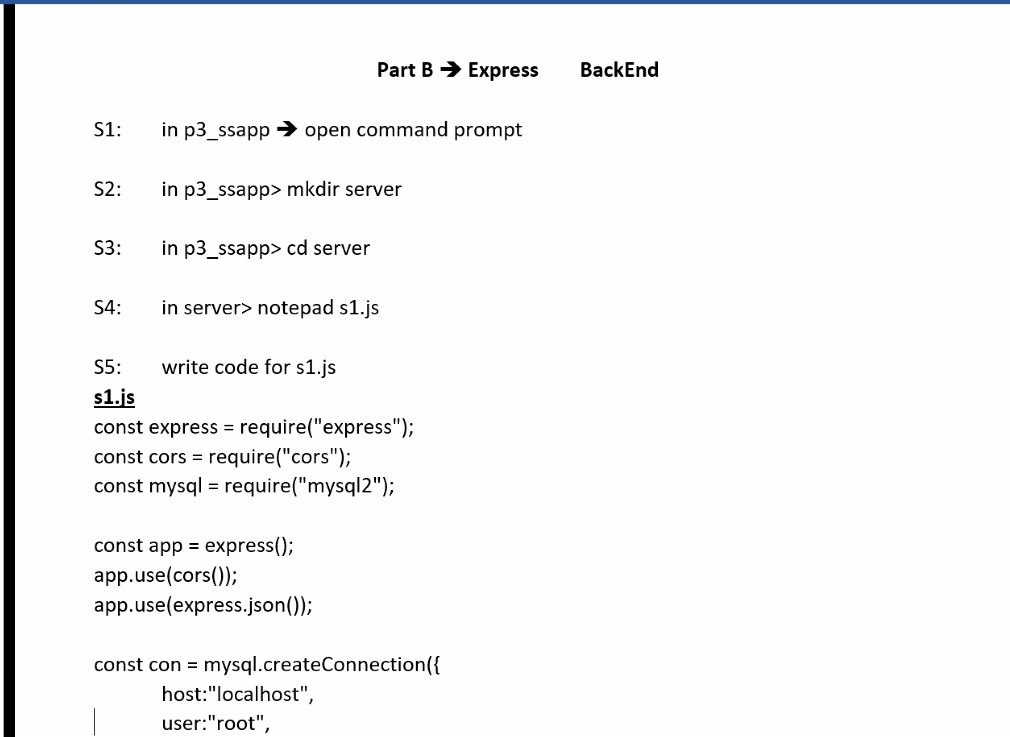 Part B ➔ Express BackEnd
S1: in p3_ssapp ➔ open command prompt
S2: in p3_ssapp> mkdir server
S3: in p3_ssapp> cd server
S4: in server> notepad s1.js
S5: write code for s1.js
s1.js
const express = require("express");
const cors = require("cors");
const mysql = require("mysql2");
const app = express();
app.use(cors());
app.use(express.json());
const con = mysql.createConnection({
host:"localhost",
user:"root",